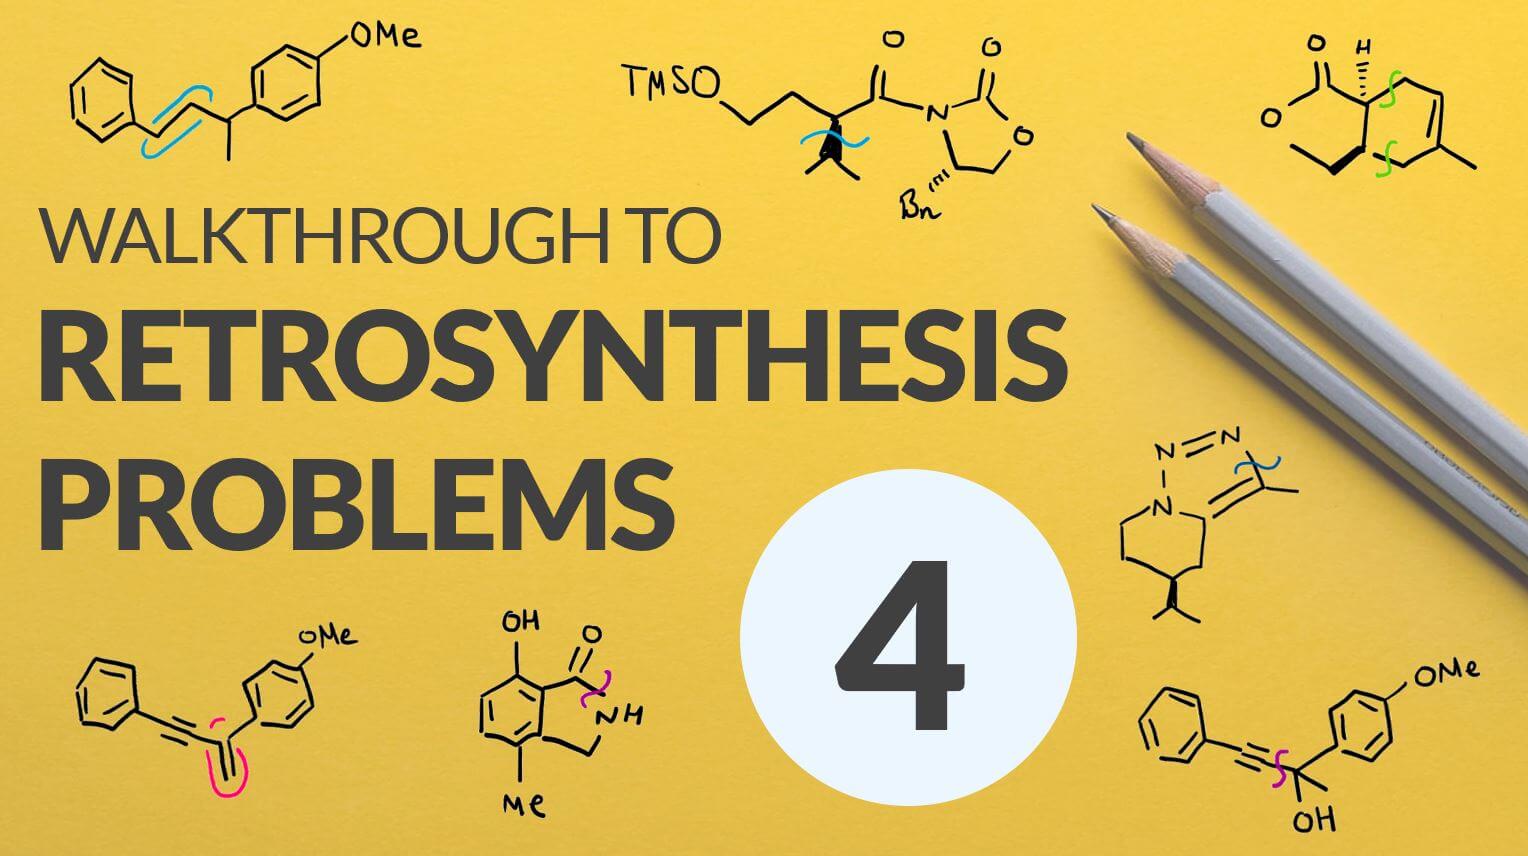 OMe
TMSO
O
O
N
O
Bn
O
H
O
WALKTHROUGH TO
RETROSYNTHESIS
PROBLEMS
4
N
N
N
OMe
OH
O
NH
Me
OMe
OH